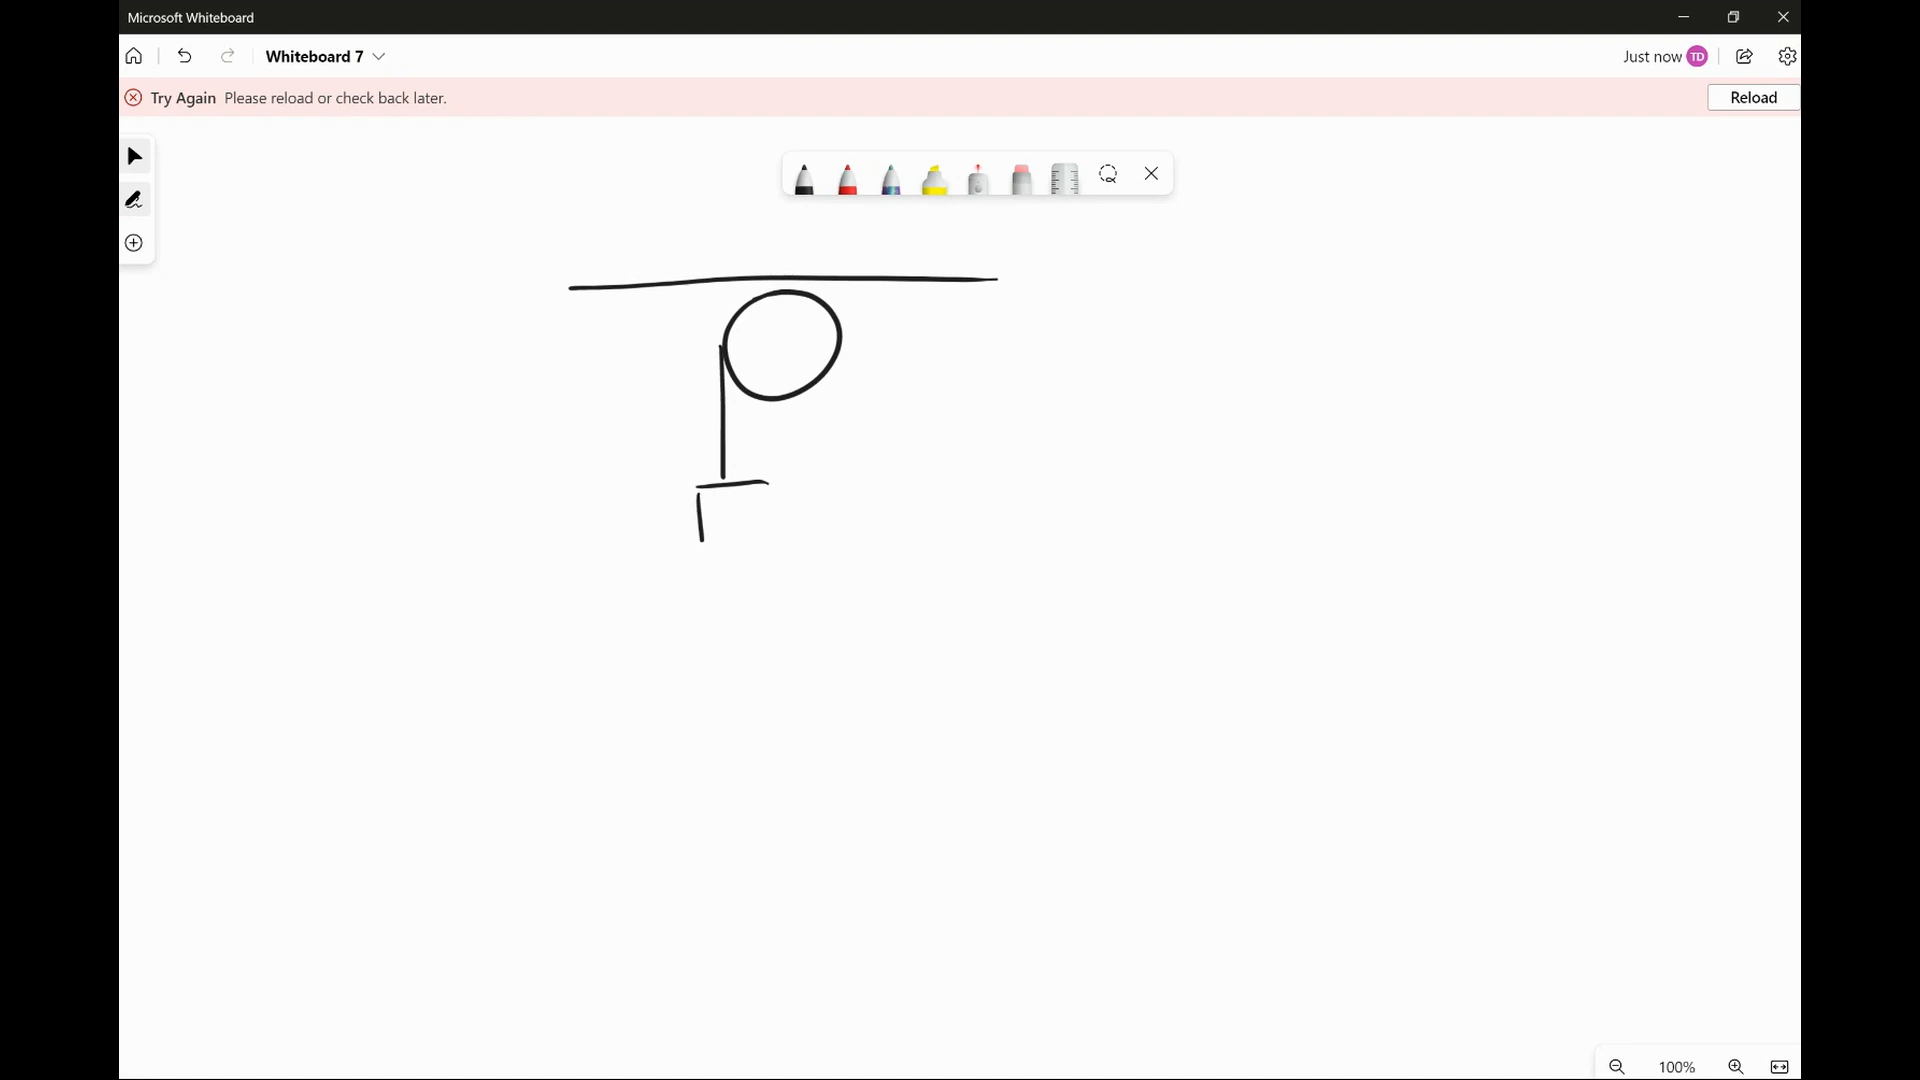 Microsoft Whiteboard
Whiteboard 7
Just now TD
Try Again Please reload or check back later.
Reload
100%